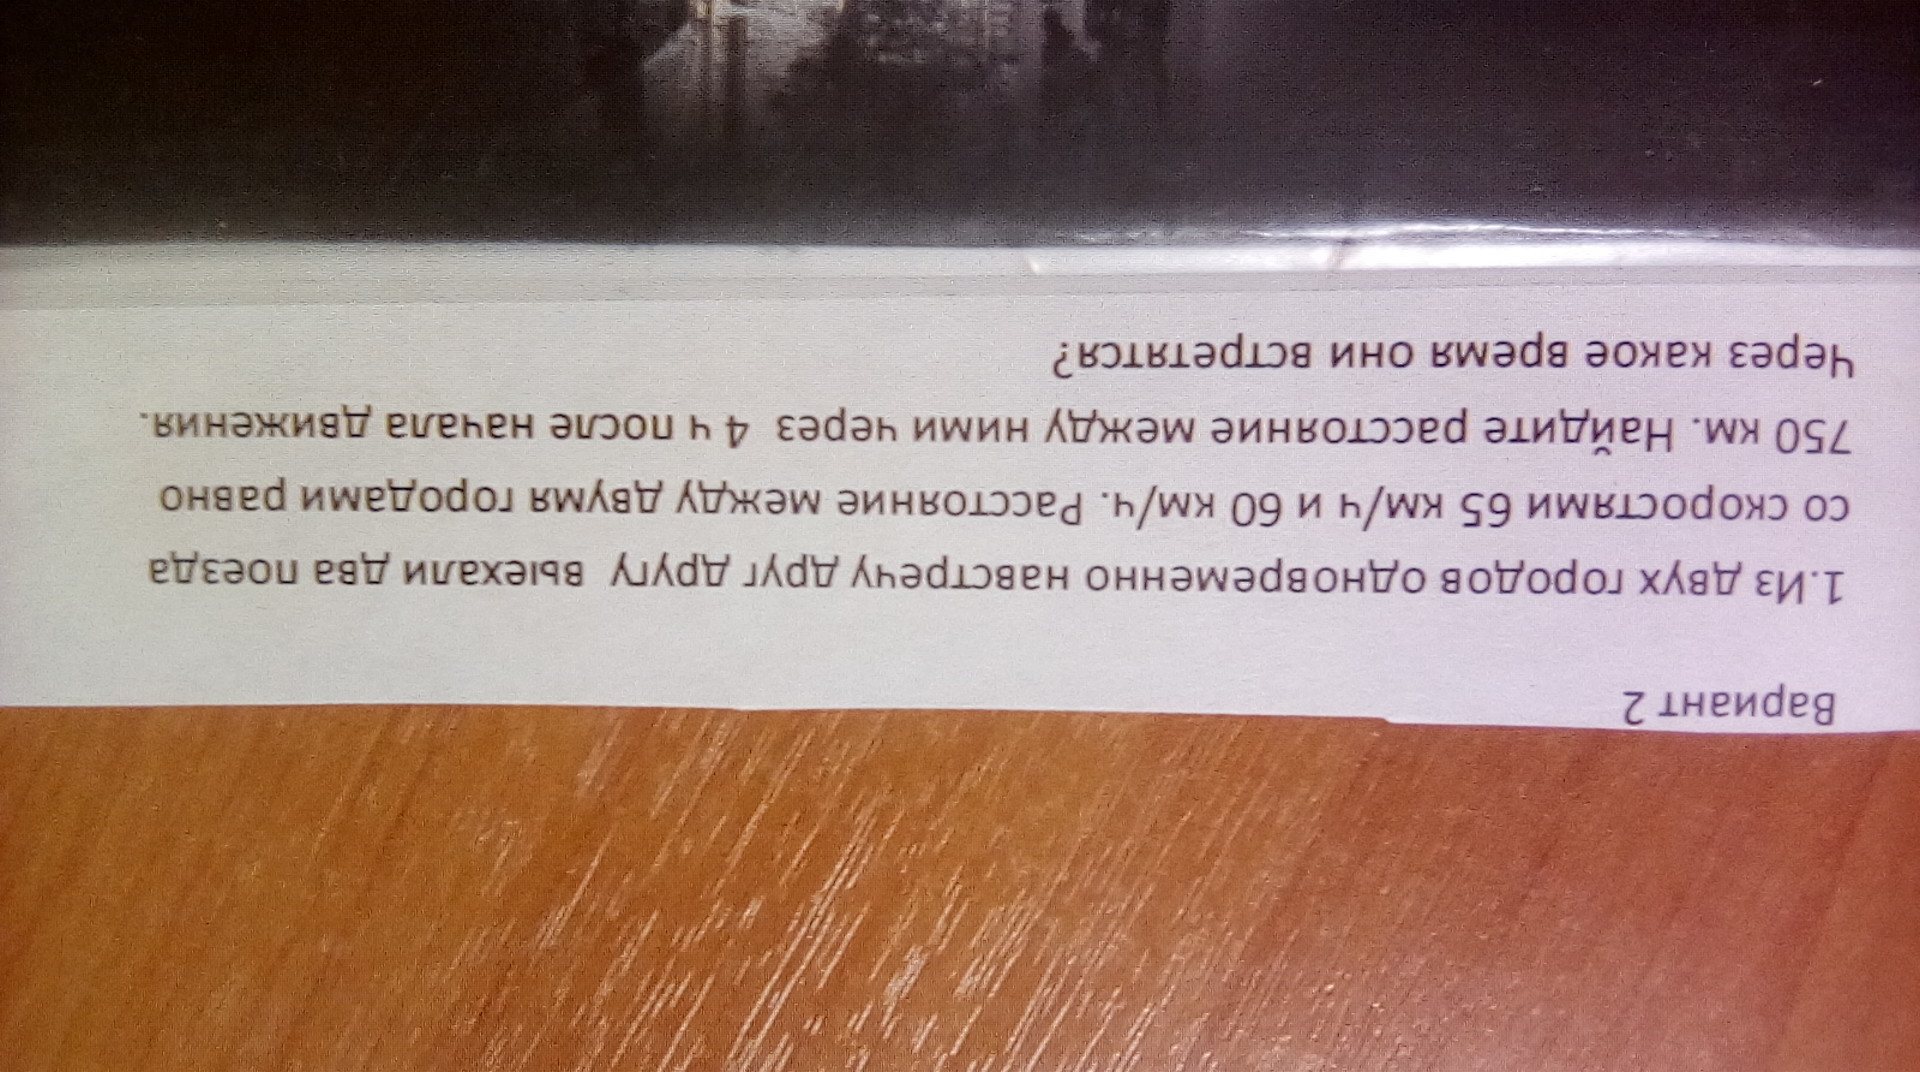 Вариант 2
1.Из двух городов одновременно навстречу друг другу выехали два поезда
со скоростями 65 км/ч и 60 км/ч. Расстояние между двумя городами равно
750 км. Найдите расстояние между ними через 4 ч после начала движения.
Через какое время они встретятся?